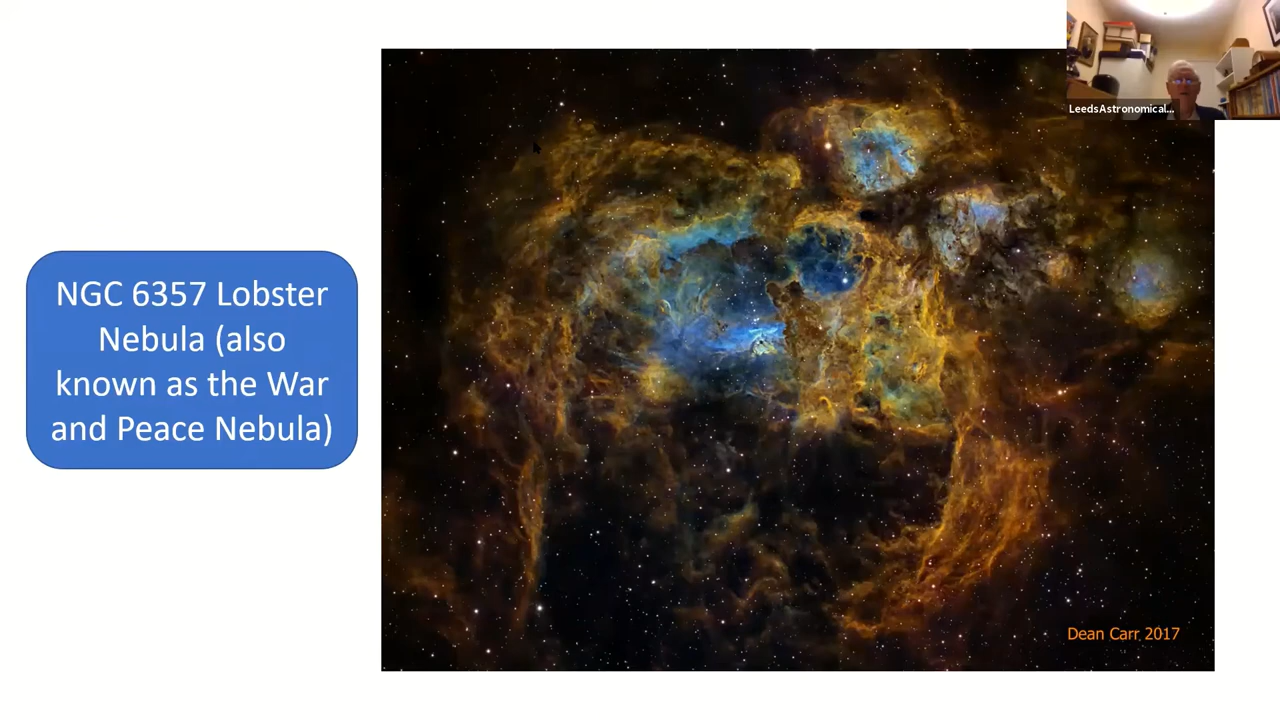 LeedsAstronomical...
NGC 6357 Lobster
Nebula (also
known as the War
and Peace Nebula)
Dean Carr 2017